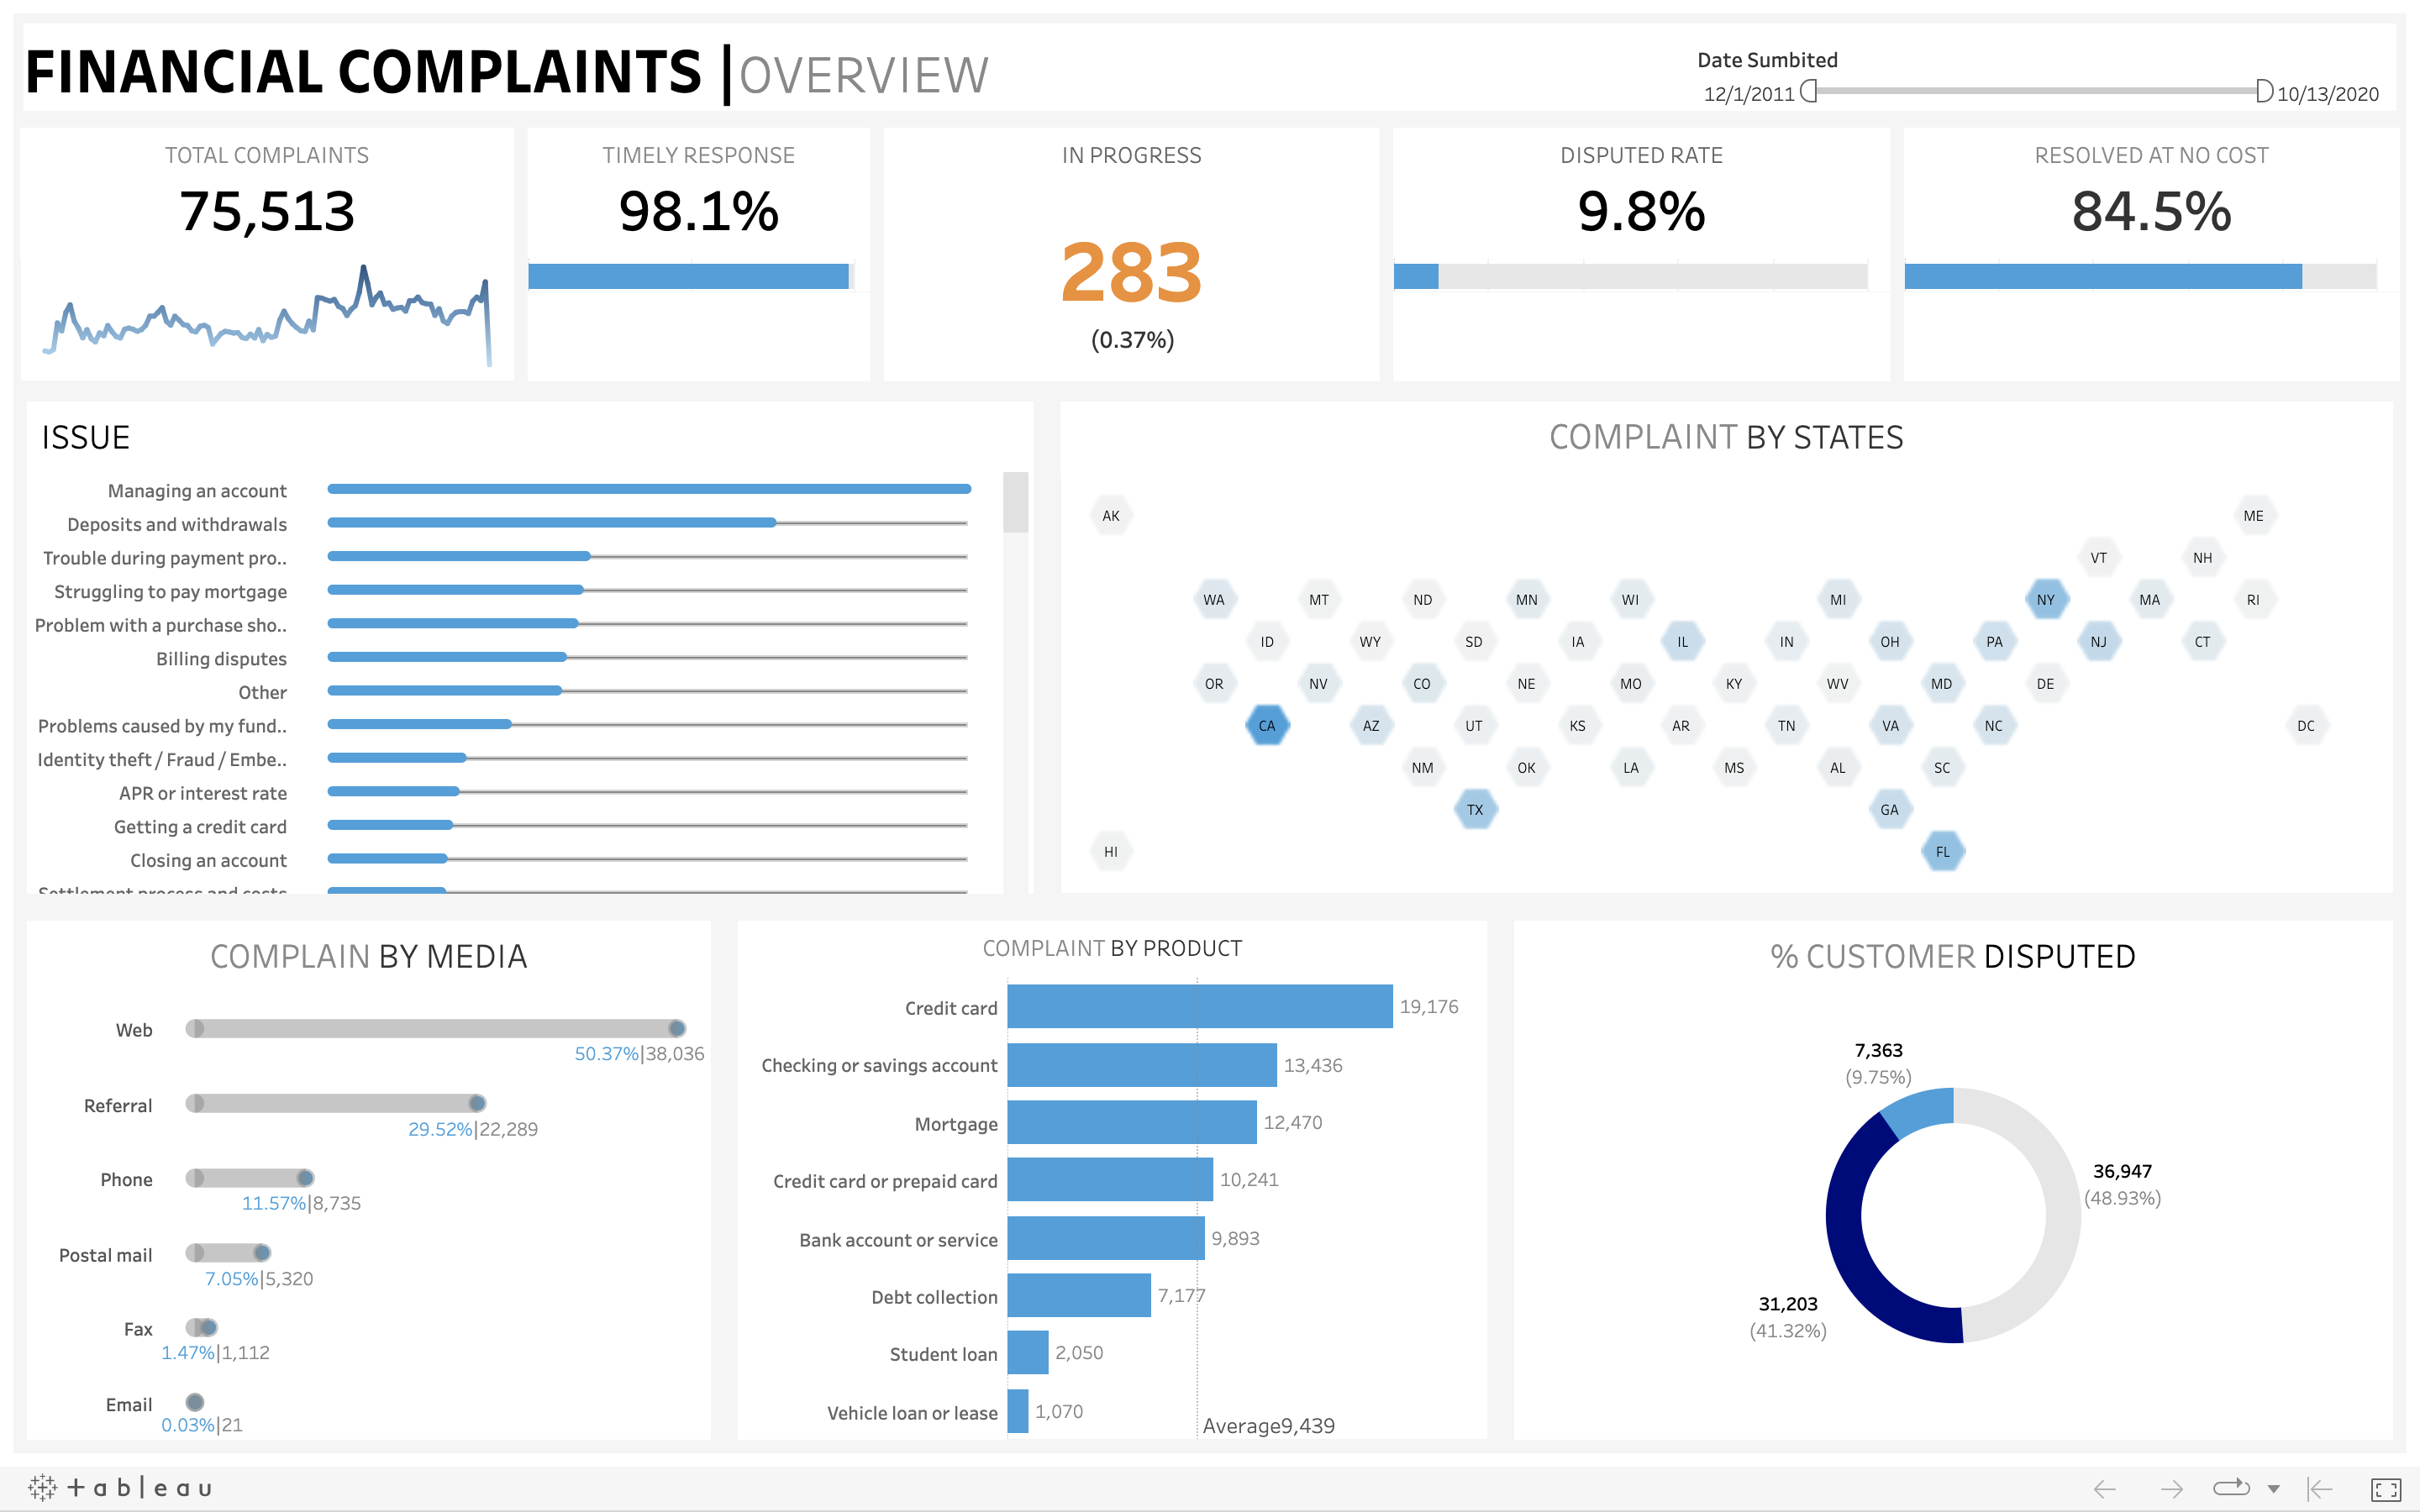 FINANCIAL COMPLAINTS |OVERVIEW
Date Sumbited
12/1/2011
10/13/2020
TOTAL COMPLAINTS
75,513
TIMELY RESPONSE
98.1%
IN PROGRESS
283
(0.37%)
DISPUTED RATE
9.8%
RESOLVED AT NO COST
84.5%
ISSUE
Managing an account
Deposits and withdrawals
Trouble during payment pro..
Struggling to pay mortgage
Problem with a purchase sho..
Billing disputes
Other
Problems caused by my fund..
Identity theft / Fraud / Embe..
APR or interest rate
Getting a credit card
Closing an account
Settlement process and costs
COMPLAINT BY STATES
AK ME
VT NH
WA MT ND MN WI MI NY MA RI
ID WY SD IA IL IN OH PA NJ CT
OR NV CO NE MO KY WV MD DE
CA AZ UT KS AR TN VA NC DC
NM OK LA MS AL SC
TX GA
HI FL
COMPLAIN BY MEDIA
Web
50.37%|38,036
Referral
29.52%|22,289
Phone
11.57%|8,735
Postal mail
7.05%|5,320
Fax
1.47%|1,112
Email
0.03%|21
COMPLAINT BY PRODUCT
Credit card 19,176
Checking or savings account 13,436
Mortgage 12,470
Credit card or prepaid card 10,241
Bank account or service 9,893
Debt collection 7,177
Student loan 2,050
Vehicle loan or lease 1,070
Average9,439
% CUSTOMER DISPUTED
7,363
(9.75%)
36,947
(48.93%)
31,203
(41.32%)
+ a b | e a u